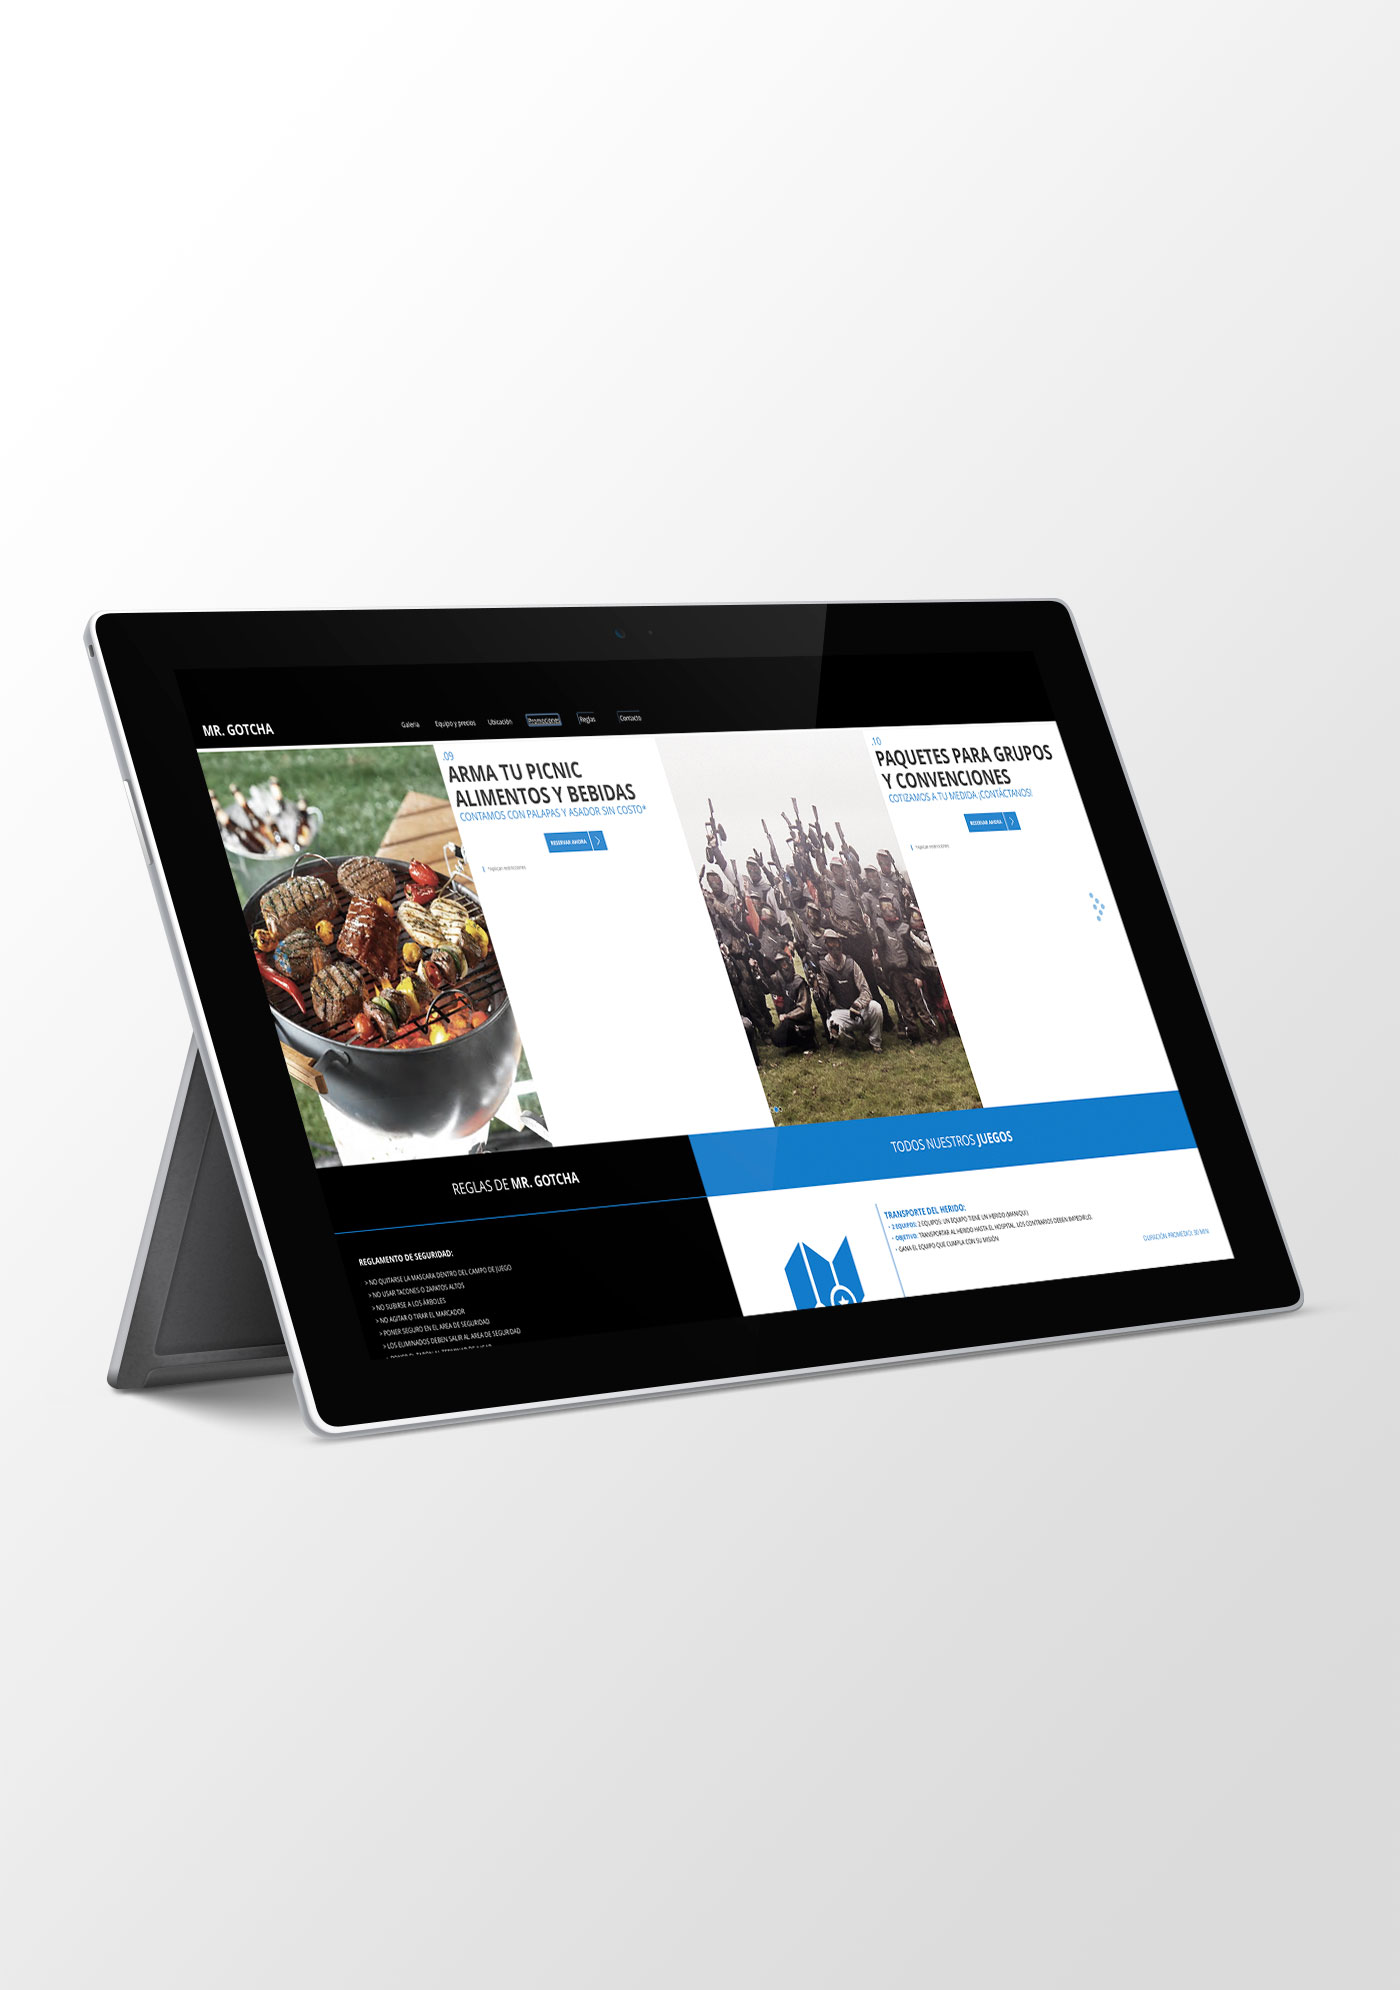 MR. GOTCHA
Galeria
Equipo y precios
Ubicación
Promociones
Reglas
Contacto
.09
ARMA TU PICNIC
ALIMENTOS Y BEBIDAS
CONTAMOS CON PALAPAS Y ASADOR SIN COSTO*
RESERVAR AHORA
*Aplican restricciones
.10
PAQUETES PARA GRUPOS
Y CONVENCIONES
COTIZAMOS A TU MEDIDA ¡CONTÁCTANOS!
RESERVAR AHORA
*Aplican restricciones
REGLAS DE MR. GOTCHA
REGLAMENTO DE SEGURIDAD:
> NO QUITARSE LA MASCARA DENTRO DEL CAMPO DE JUEGO
> NO USAR TACONES O ZAPATOS ALTOS
> NO SUBIRSE A LOS ÁRBOLES
> NO AGITAR O TIRAR EL MARCADOR
> PONER SEGURO EN EL AREA DE SEGURIDAD
> LOS ELIMINADOS DEBEN SALIR AL AREA DE SEGURIDAD
TODOS NUESTROS JUEGOS
TRANSPORTE DEL HERIDO:
• 2 EQUIPOS: 2 EQUIPOS: UN EQUIPO TIENE UN HERIDO (MANIQUI)
• OBJETIVO: TRANSPORTAR AL HERIDO HASTA EL HOSPITAL. LOS CONTRARIOS DEBEN IMPEDIRLO.
• GANA EL EQUIPO QUE CUMPLA CON SU MISIÓN
DURACIÓN PROMEDIO: 30 MIN